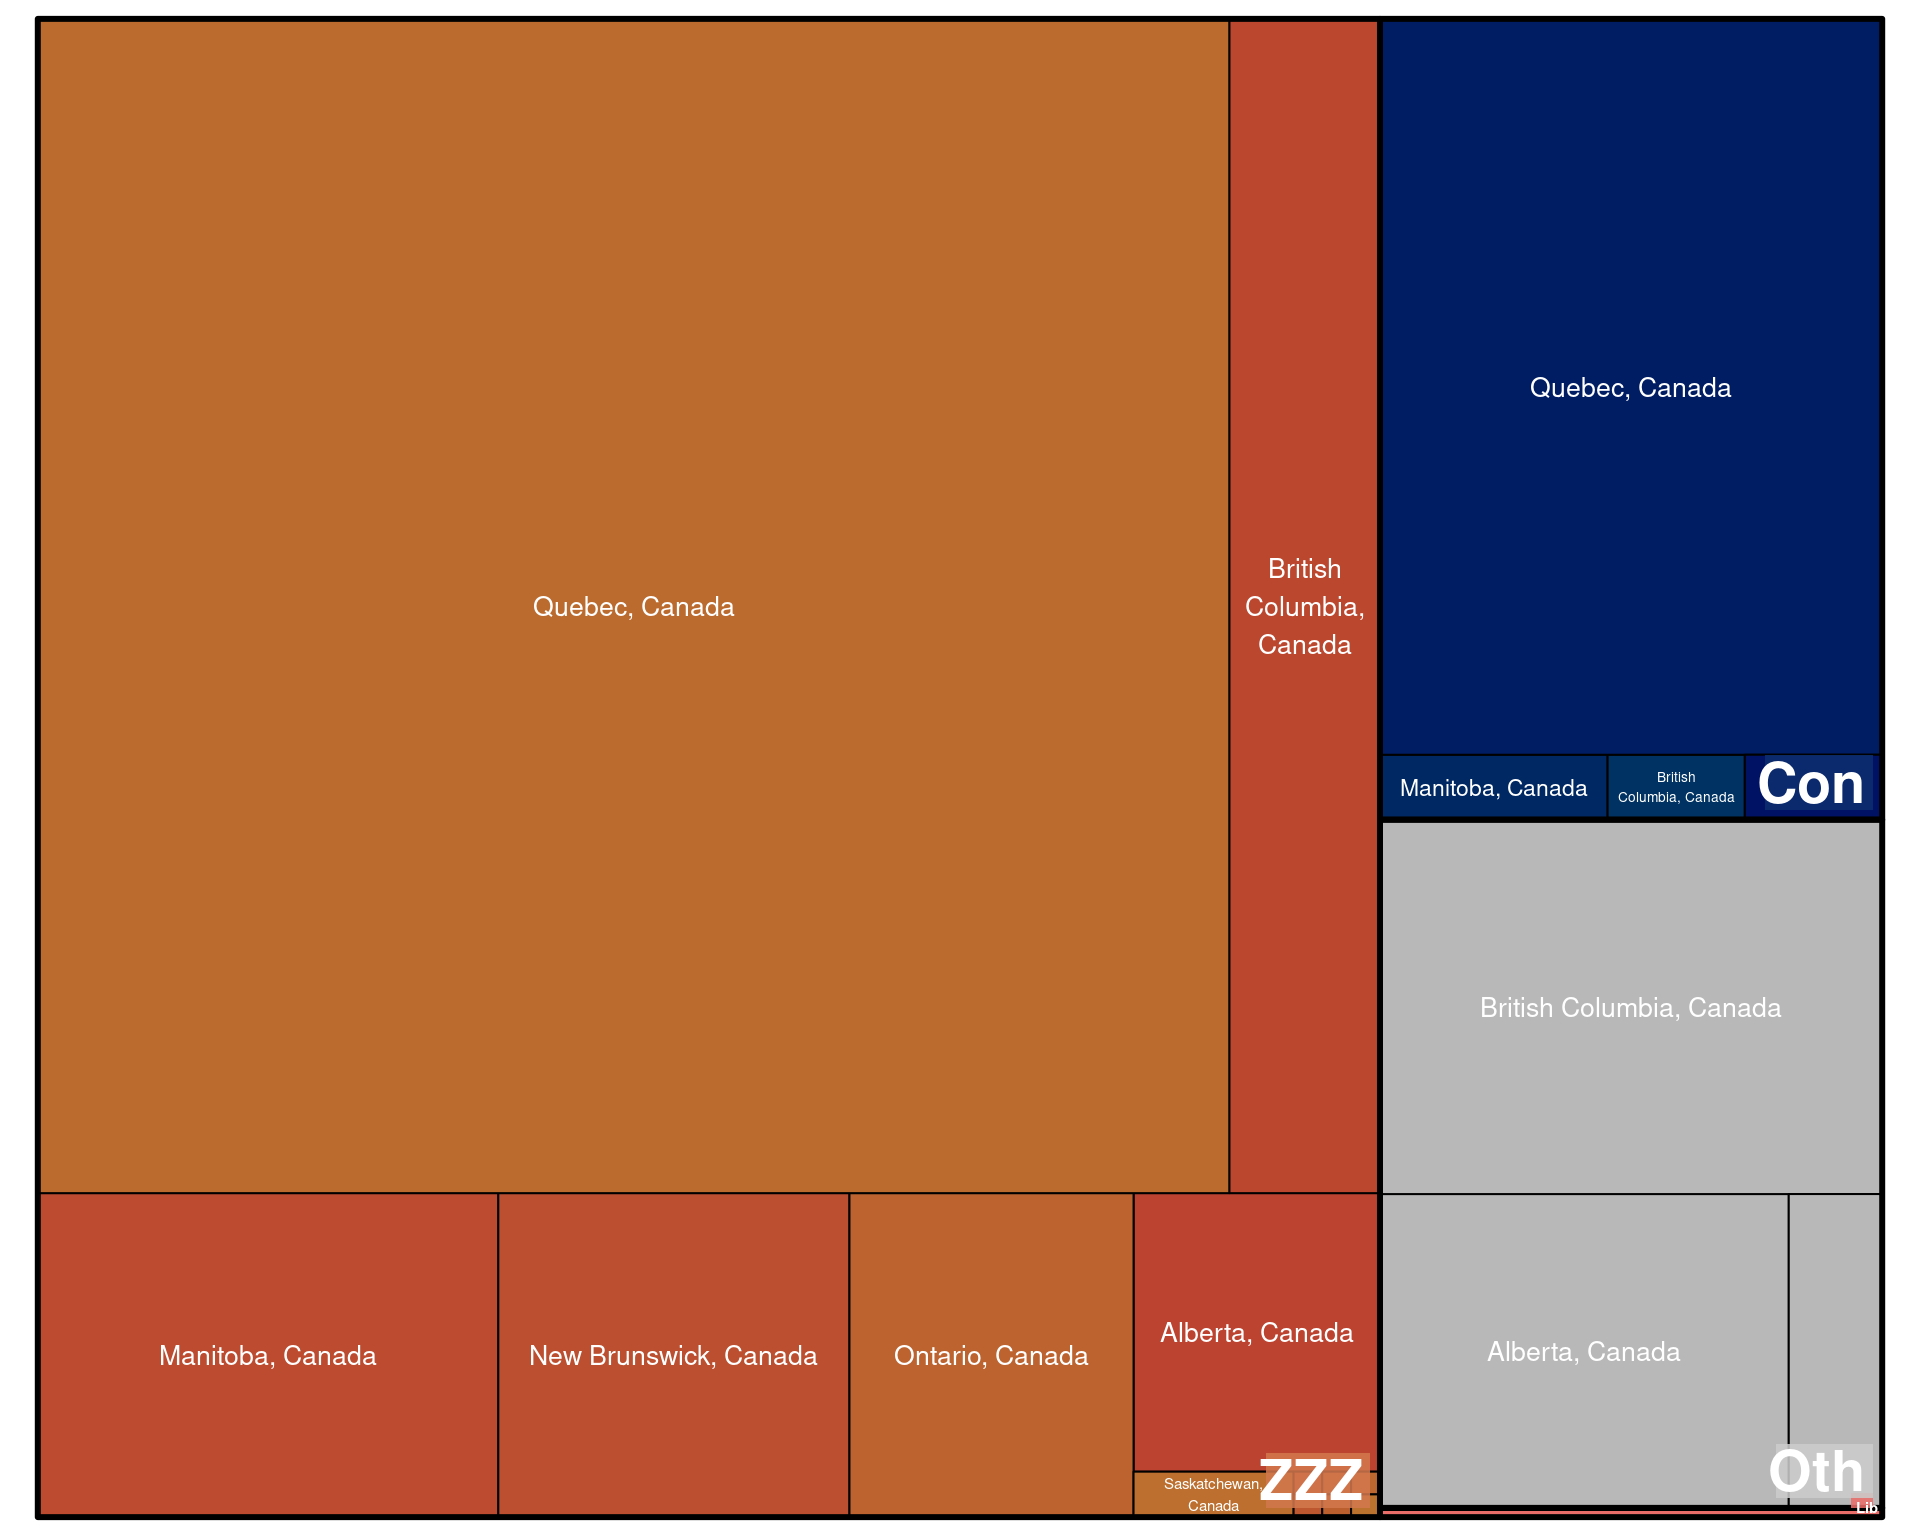 Quebec, Canada
British
Columbia,
Canada
Manitoba, Canada
New Brunswick, Canada
Ontario, Canada
Alberta, Canada
Saskatchewan,
Canada
ZZZ
Quebec, Canada
Manitoba, Canada
British
Columbia, Canada
Con
British Columbia, Canada
Alberta, Canada
Oth
Lib